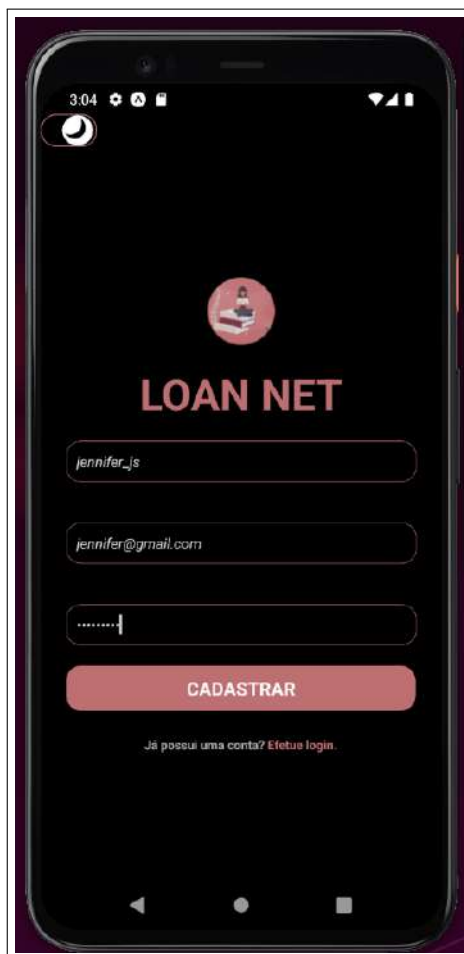 3:04
LOAN NET
jennifer_js
jennifer@gmail.com
•••••••••
CADASTRAR
Já possui uma conta? Efetue login.